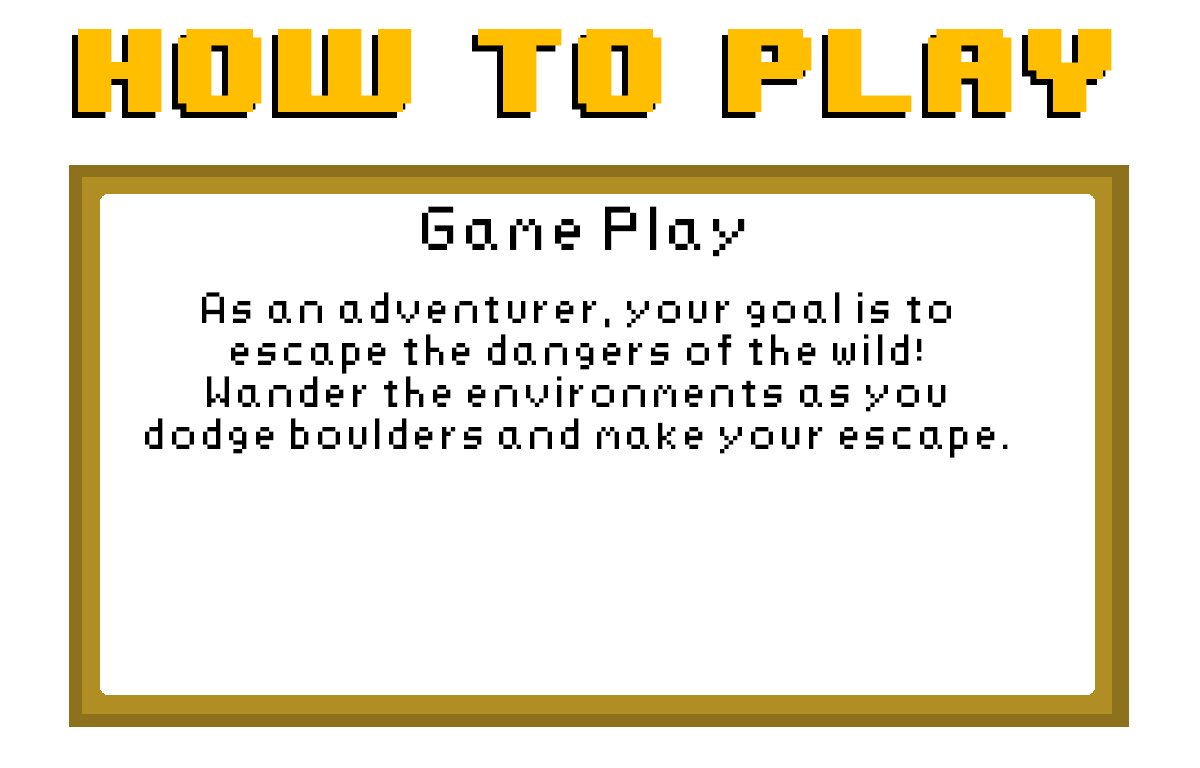 HOW TO PLAY
Game Play
As an adventurer, your goal is to
escape the dangers of the wild!
Wander the environments as you
dodge boulders and make your escape.